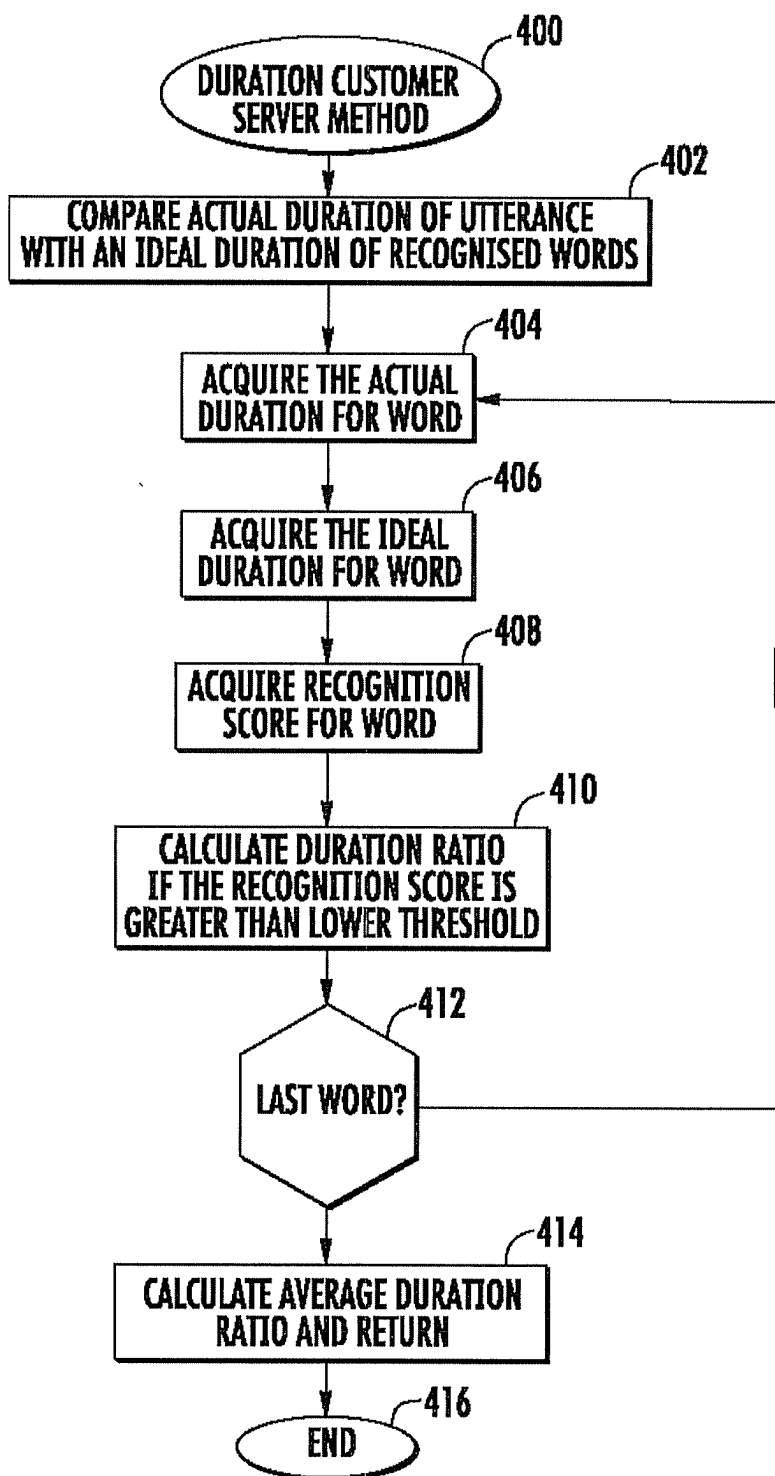 400
DURATION CUSTOMER
SERVER METHOD
402
COMPARE ACTUAL DURATION OF UTTERANCE
WITH AN IDEAL DURATION OF RECOGNISED WORDS
404
ACQUIRE THE ACTUAL
DURATION FOR WORD
406
ACQUIRE THE IDEAL
DURATION FOR WORD
408
ACQUIRE RECOGNITION
SCORE FOR WORD
410
CALCULATE DURATION RATIO
IF THE RECOGNITION SCORE IS
GREATER THAN LOWER THRESHOLD
412
LAST WORD?
414
CALCULATE AVERAGE DURATION
RATIO AND RETURN
416
END